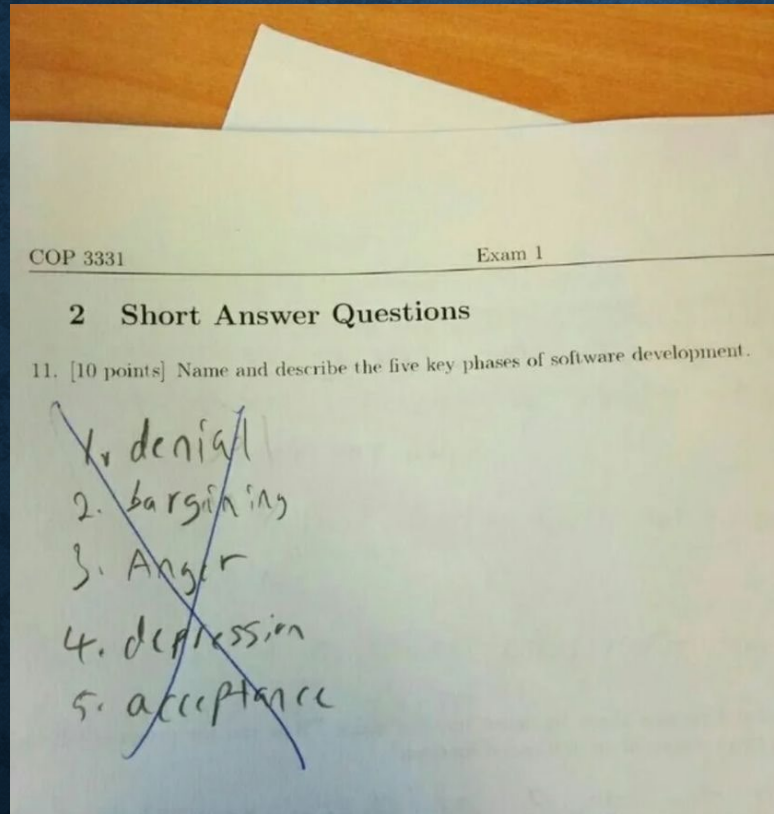 COP 3331 Exam 1
2 Short Answer Questions
11. [10 points] Name and describe the five key phases of software development.
1. denial
2. bargining
3. Anger
4. depression
5. acceptance